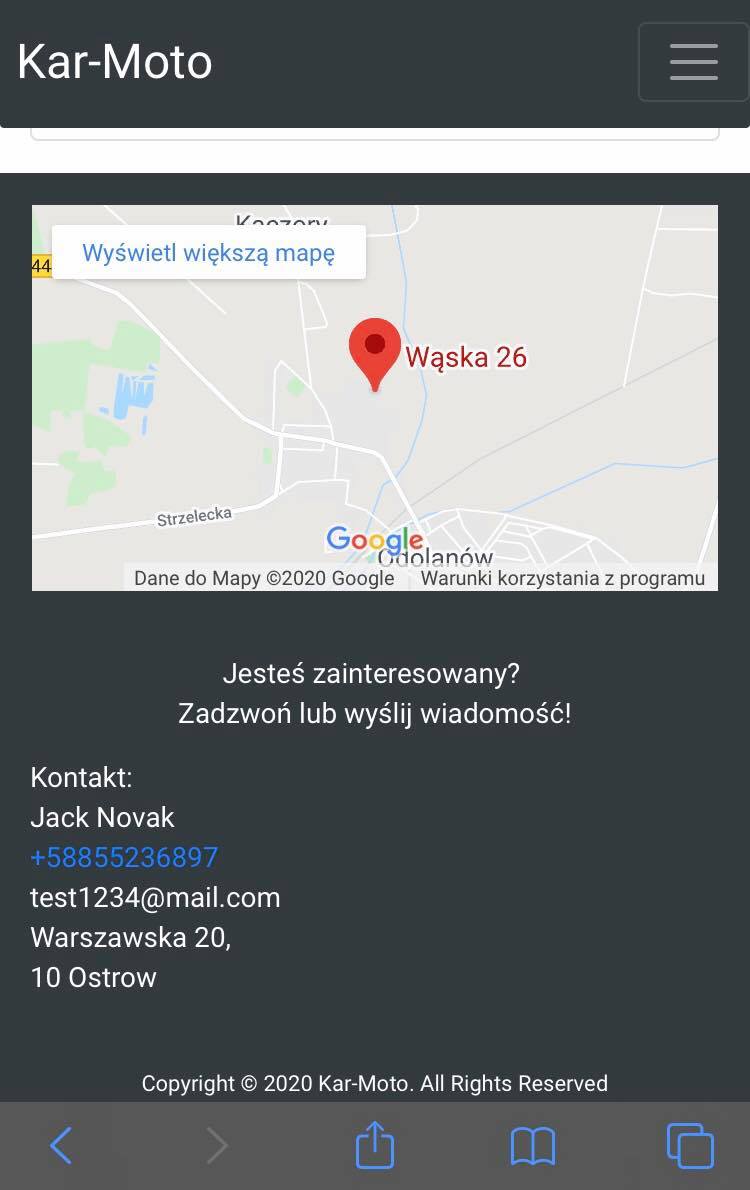 Kar-Moto
Kaczory
44
Wyświetl większą mapę
Wąska 26
Strzelecka
Google
Odolanów
Dane do Mapy ©2020 Google
Warunki korzystania z programu
Jesteś zainteresowany?
Zadzwoń lub wyślij wiadomość!
Kontakt:
Jack Novak
+58855236897
test1234@mail.com
Warszawska 20,
10 Ostrow
Copyright © 2020 Kar-Moto. All Rights Reserved